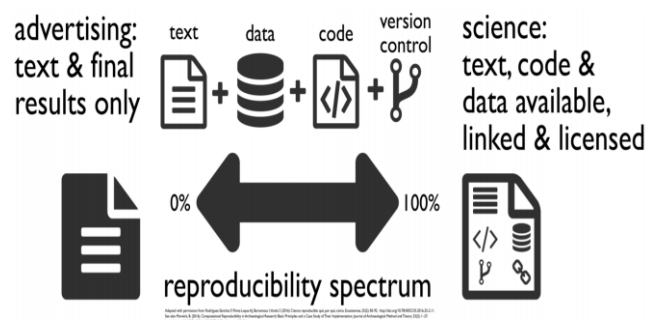 advertising:
text & final
results only
text
data
code
version
control
science:
text, code &
data available,
linked & licensed
0%
100%
reproducibility spectrum